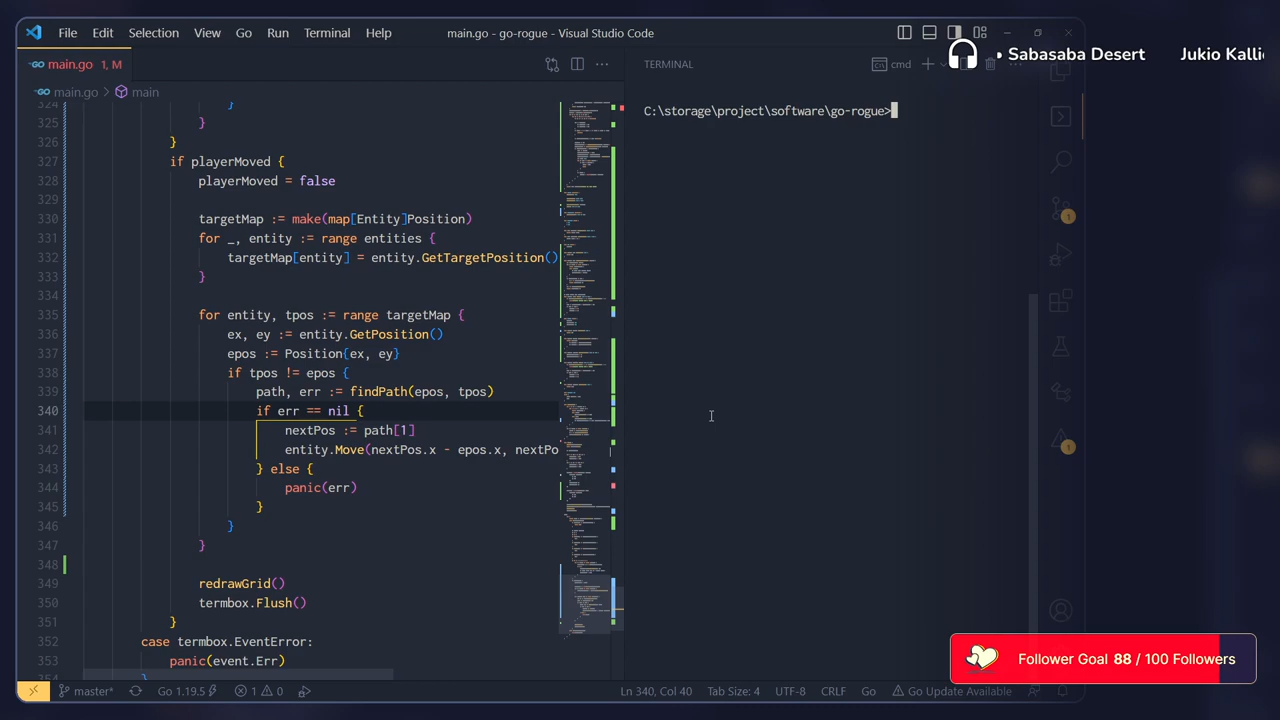 File Edit Selection View Go Run Terminal Help
main.go - go-rogue - Visual Studio Code
Sabasaba Desert Jukio Kalli
main.go 1, M
TERMINAL
cmd
main.go > main
C:\storage\project\software\go-rogue>
324 }
325 }
326 }
327 if playerMoved {
328 playerMoved = false
329
330 targetMap := make(map[Entity]Position)
331 for _, entity := range entities {
332 targetMap[entity] = entity.GetTargetPosition()
333 }
334
335 for entity, tpos := range targetMap {
336 ex, ey := entity.GetPosition()
337 epos := Position{ex, ey}
338 if tpos != epos {
339 path, err := findPath(epos, tpos)
340 if err == nil {
341 nextPos := path[1]
342 entity.Move(nextPos.x - epos.x, nextPo
343 } else {
344 panic(err)
345 }
346 }
347 }
348
349 redrawGrid()
350 termbox.Flush()
351 }
352 case termbox.EventError:
353 panic(event.Err)
354 }
1
1
Follower Goal 88 / 100 Followers
master* Go 1.19.5 1 0 Ln 340, Col 40 Tab Size: 4 UTF-8 CRLF Go Go Update Available